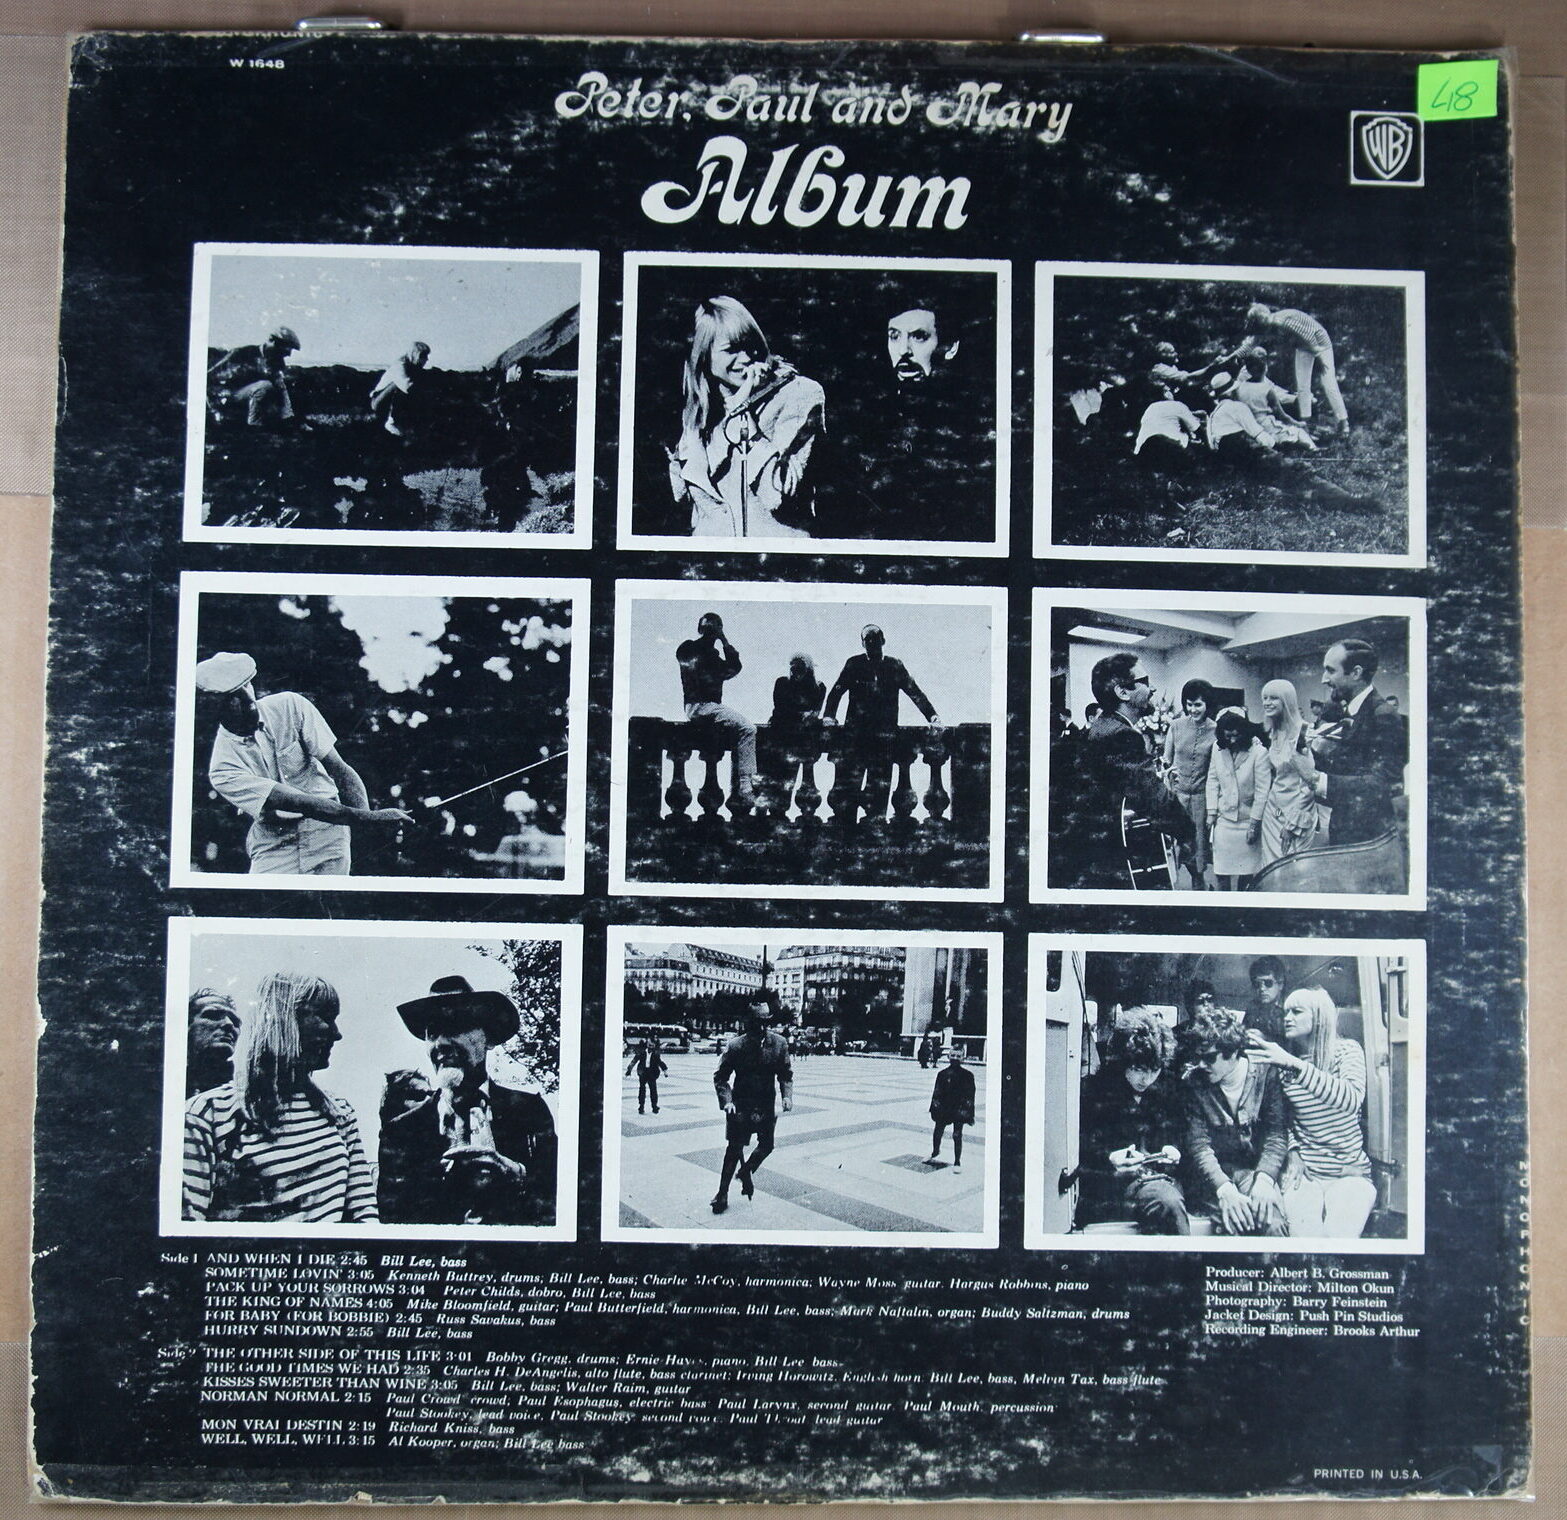 W 1648
48
Peter, Paul and Mary
Album
WB
Side 1 AND WHEN I DIE 2:45 Bill Lee, bass
SOMETIME LOVIN' 3:05 Kenneth Buttrey, drums; Bill Lee, bass; Charlie McCoy, harmonica; Wayne Moss guitar, Hargus Robbins, piano
PACK UP YOUR SORROWS 3:04 Peter Childs, dobro, Bill Lee, bass
THE KING OF NAMES 4:05 Mike Bloomfield, guitar; Paul Butterfield, harmonica, Bill Lee, bass; Mark Naftalin, organ; Buddy Saltzman, drums
FOR BABY (FOR BOBBIE) 2:45 Russ Savakus, bass
HURRY SUNDOWN 2:55 Bill Lee, bass
Side 2 THE OTHER SIDE OF THIS LIFE 3:01 Bobby Gregg, drums; Ernie Hayes, piano, Bill Lee bass
THE GOOD TIMES WE HAD 2:35 Charles H. DeAngelis, alto flute, bass clarinet; Irving Horowitz, English horn Bill Lee, bass, Melvin Tax, bass flute
KISSES SWEETER THAN WINE 3:05 Bill Lee, bass; Walter Raim, guitar
NORMAN NORMAL 2:15 Paul Crowd, crowd, Paul Esophagus, electric bass Paul Larynx, second guitar Paul Mouth, percussion
Paul Stookey, lead voice, Paul Stookey second voice, Paul Throat lead guitar
MON VRAI DESTIN 2:19 Richard Kniss, bass
WELL, WELL, WELL 3:15 Al Kooper, organ; Bill Lee bass
Producer: Albert B. Grossman
Musical Director: Milton Okun
Photography: Barry Feinstein
Jacket Design: Push Pin Studios
Recording Engineer: Brooks Arthur
PRINTED IN U.S.A.